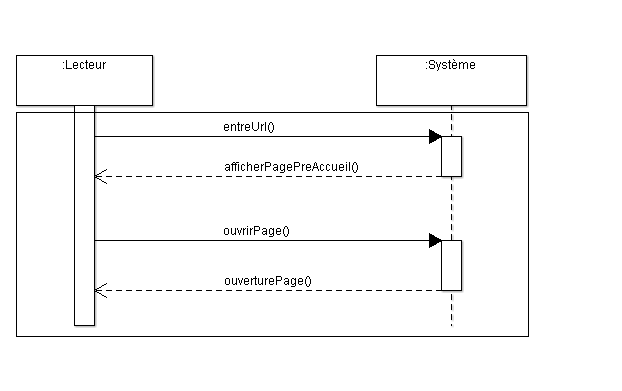 :Lecteur
:Système
entreUrl()
afficherPagePreAccueil()
ouvrirPage()
ouverturePage()